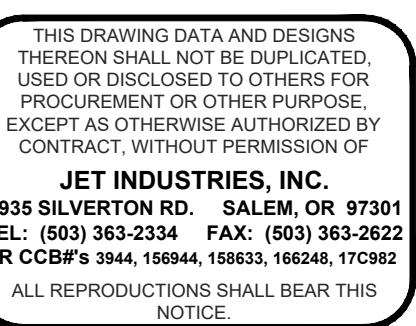 THIS DRAWING DATA AND DESIGNS
THEREON SHALL NOT BE DUPLICATED,
USED OR DISCLOSED TO OTHERS FOR
PROCUREMENT OR OTHER PURPOSE,
EXCEPT AS OTHERWISE AUTHORIZED BY
CONTRACT, WITHOUT PERMISSION OF
JET INDUSTRIES, INC.
935 SILVERTON RD. SALEM, OR 97301
EL: (503) 363-2334 FAX: (503) 363-2622
R CCB#'s 3944, 156944, 158633, 166248, 17C982
ALL REPRODUCTIONS SHALL BEAR THIS
NOTICE.